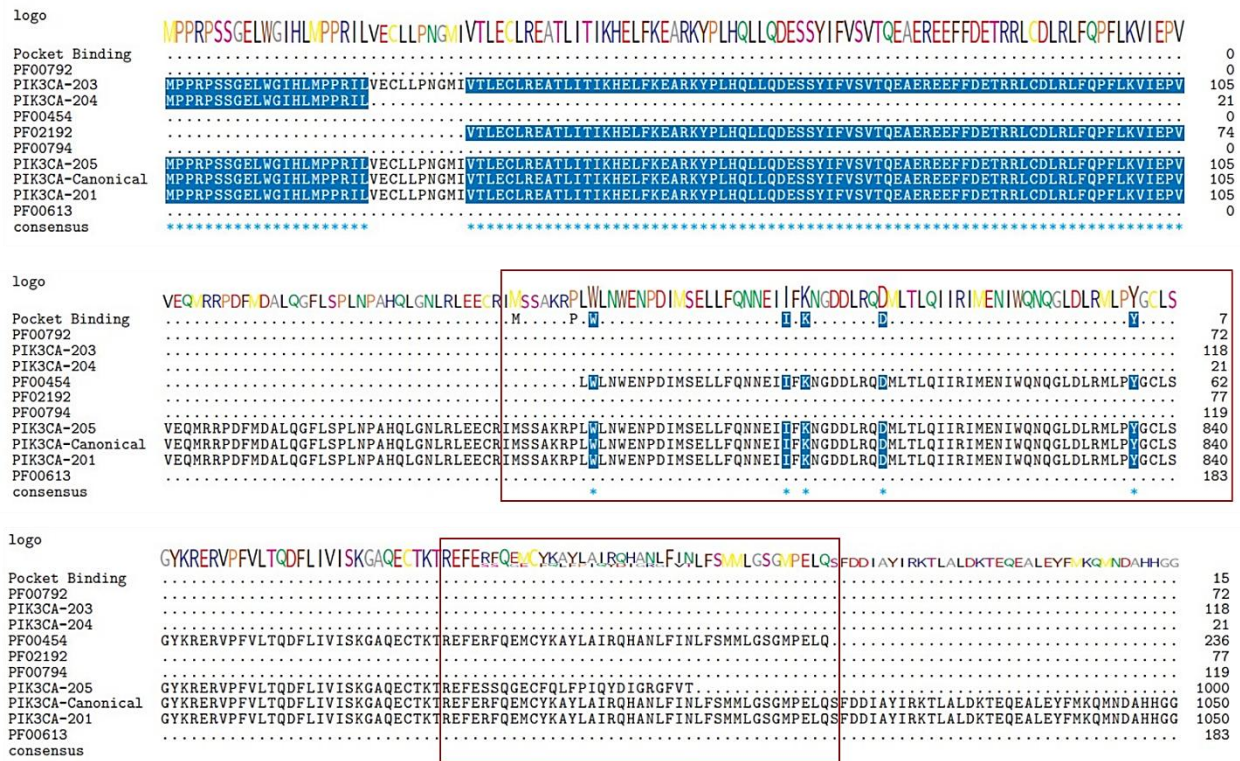 logo MPPRPSSGELWGIHLMPPRILVECLLPNGMIVTLECLREATLITIKHELFKEARKYPLHQLLQDESSYIFVSVTQEAEREEFFDETRRLCDLRLFQPFLKVIEPV
Pocket Binding ......................................................................................................... 0
PF00792 ......................................................................................................... 0
PIK3CA-203 MPPRPSSGELWGIHLMPPRILVECLLPNGMIVTLECLREATLITIKHELFKEARKYPLHQLLQDESSYIFVSVTQEAEREEFFDETRRLCDLRLFQPFLKVIEPV 105
PIK3CA-204 MPPRPSSGELWGIHLMPPRIL.................................................................................... 21
PF00454 ......................................................................................................... 0
PF02192 ...............................VTLECLREATLITIKHELFKEARKYPLHQLLQDESSYIFVSVTQEAEREEFFDETRRLCDLRLFQPFLKVIEPV 74
PF00794 ......................................................................................................... 0
PIK3CA-205 MPPRPSSGELWGIHLMPPRILVECLLPNGMIVTLECLREATLITIKHELFKEARKYPLHQLLQDESSYIFVSVTQEAEREEFFDETRRLCDLRLFQPFLKVIEPV 105
PIK3CA-Canonical MPPRPSSGELWGIHLMPPRILVECLLPNGMIVTLECLREATLITIKHELFKEARKYPLHQLLQDESSYIFVSVTQEAEREEFFDETRRLCDLRLFQPFLKVIEPV 105
PIK3CA-201 MPPRPSSGELWGIHLMPPRILVECLLPNGMIVTLECLREATLITIKHELFKEARKYPLHQLLQDESSYIFVSVTQEAEREEFFDETRRLCDLRLFQPFLKVIEPV 105
PF00613 ......................................................................................................... 0
consensus ********************* **************************************************************************
logo VEQMRRPDFMDALQGFLSPLNPAHQLGNLRLEECRIMSSAKRPLWLNWENPDIMSELLFQNNEIIFKNGDDLRQDMLTLQIIRIMENIWQNQGLDLRMLPYGCLS
Pocket Binding ....................................M.....P.W...................I.K.......D.........................Y.... 7
PF00792 ......................................................................................................... 72
PIK3CA-203 ......................................................................................................... 118
PIK3CA-204 ......................................................................................................... 21
PF00454 ...........................................LWLNWENPDIMSELLFQNNEIIFKNGDDLRQDMLTLQIIRIMENIWQNQGLDLRMLPYGCLS 62
PF02192 ......................................................................................................... 77
PF00794 ......................................................................................................... 119
PIK3CA-205 VEQMRRPDFMDALQGFLSPLNPAHQLGNLRLEECRIMSSAKRPLWLNWENPDIMSELLFQNNEIIFKNGDDLRQDMLTLQIIRIMENIWQNQGLDLRMLPYGCLS 840
PIK3CA-Canonical VEQMRRPDFMDALQGFLSPLNPAHQLGNLRLEECRIMSSAKRPLWLNWENPDIMSELLFQNNEIIFKNGDDLRQDMLTLQIIRIMENIWQNQGLDLRMLPYGCLS 840
PIK3CA-201 VEQMRRPDFMDALQGFLSPLNPAHQLGNLRLEECRIMSSAKRPLWLNWENPDIMSELLFQNNEIIFKNGDDLRQDMLTLQIIRIMENIWQNQGLDLRMLPYGCLS 840
PF00613 ......................................................................................................... 183
consensus * * * * *
logo GYKRERVPFVLTQDFLIVISKGAQECTKTREFERFQEMCYKAYLAIRQHANLFINLFSMMLGSGMPELQSFDDIAYIRKTLALDKTEQEALEYFMKQMNDAHHGG
Pocket Binding ......................................................................................................... 15
PF00792 ......................................................................................................... 72
PIK3CA-203 ......................................................................................................... 118
PIK3CA-204 ......................................................................................................... 21
PF00454 GYKRERVPFVLTQDFLIVISKGAQECTKTREFERFQEMCYKAYLAIRQHANLFINLFSMMLGSGMPELQ.................................... 236
PF02192 ......................................................................................................... 77
PF00794 ......................................................................................................... 119
PIK3CA-205 GYKRERVPFVLTQDFLIVISKGAQECTKTREFESSQGECFQLFPIQYDIGRGFVT.................................................. 1000
PIK3CA-Canonical GYKRERVPFVLTQDFLIVISKGAQECTKTREFERFQEMCYKAYLAIRQHANLFINLFSMMLGSGMPELQSFDDIAYIRKTLALDKTEQEALEYFMKQMNDAHHGG 1050
PIK3CA-201 GYKRERVPFVLTQDFLIVISKGAQECTKTREFERFQEMCYKAYLAIRQHANLFINLFSMMLGSGMPELQSFDDIAYIRKTLALDKTEQEALEYFMKQMNDAHHGG 1050
PF00613 ......................................................................................................... 183
consensus